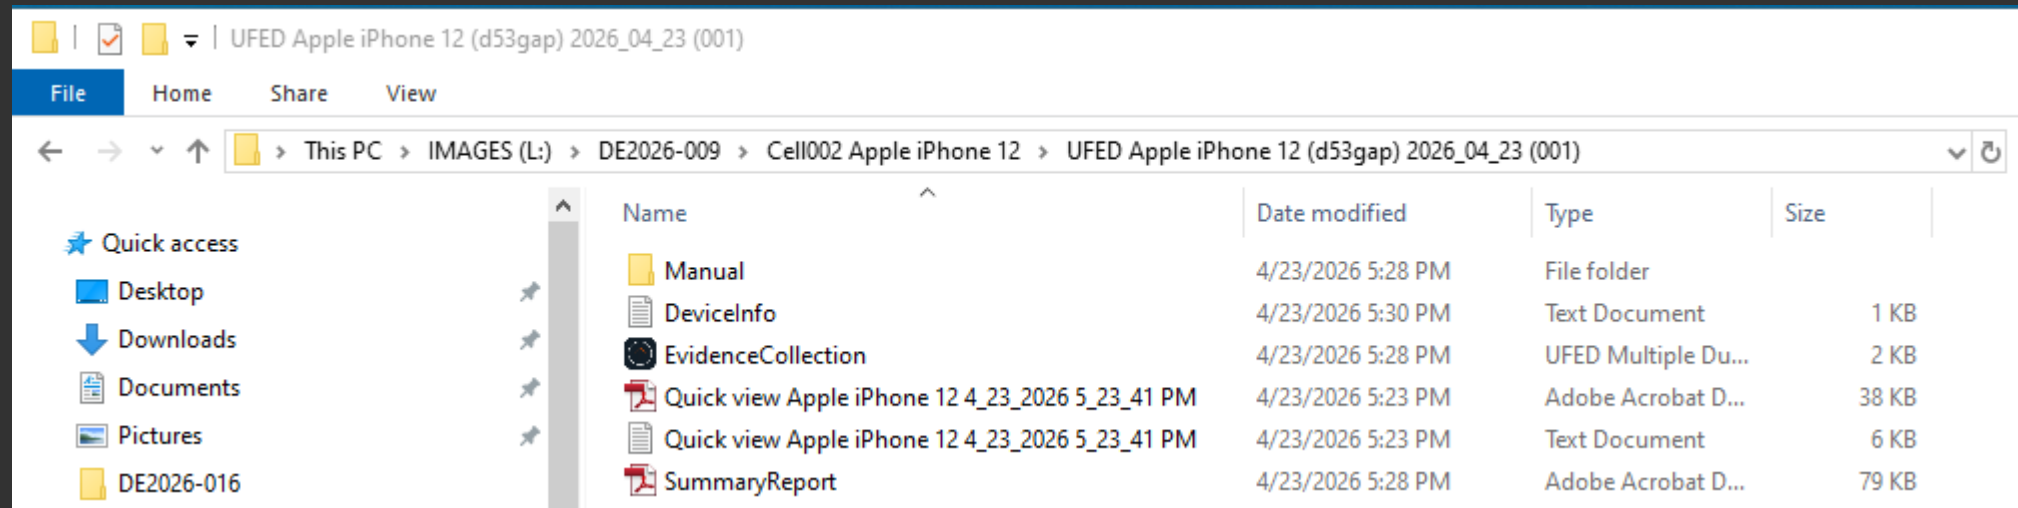 UFED Apple iPhone 12 (d53gap) 2026_04_23 (001)
File Home Share View
This PC > IMAGES (L:) > DE2026-009 > Cell002 Apple iPhone 12 > UFED Apple iPhone 12 (d53gap) 2026_04_23 (001)
Name Date modified Type Size
Quick access
Desktop
Downloads
Documents
Pictures
DE2026-016
Manual 4/23/2026 5:28 PM File folder
DeviceInfo 4/23/2026 5:30 PM Text Document 1 KB
EvidenceCollection 4/23/2026 5:28 PM UFED Multiple Du... 2 KB
Quick view Apple iPhone 12 4_23_2026 5_23_41 PM 4/23/2026 5:23 PM Adobe Acrobat D... 38 KB
Quick view Apple iPhone 12 4_23_2026 5_23_41 PM 4/23/2026 5:23 PM Text Document 6 KB
SummaryReport 4/23/2026 5:28 PM Adobe Acrobat D... 79 KB